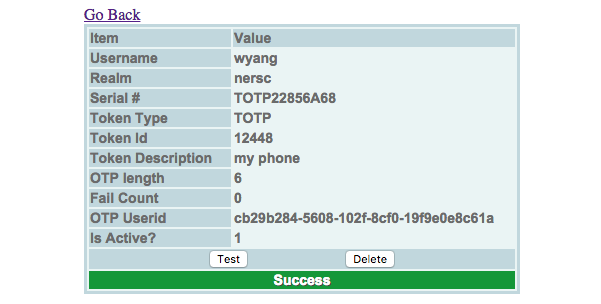 Go Back
Item Value
Username wyang
Realm nersc
Serial # TOTP22856A68
Token Type TOTP
Token Id 12448
Token Description my phone
OTP length 6
Fail Count 0
OTP Userid cb29b284-5608-102f-8cf0-19f9e0e8c61a
Is Active? 1
Test Delete
Success